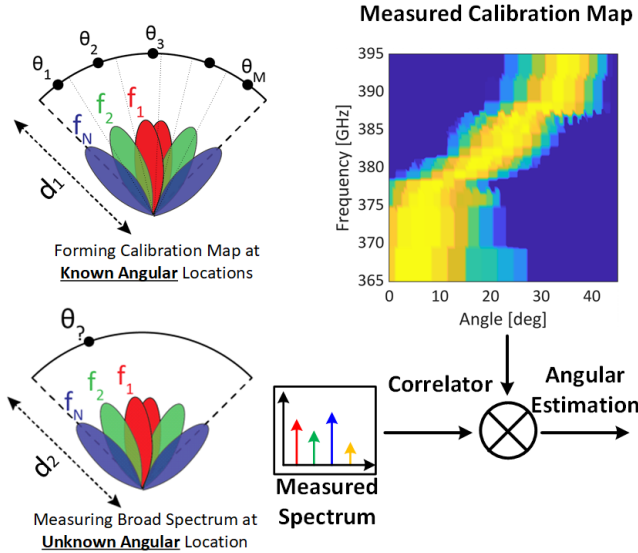 Measured Calibration Map
θ1
θ2
θ3
θM
f1
f2
fN
d1
Forming Calibration Map at
Known Angular Locations
Frequency [GHz]
395
390
385
380
375
370
365
0 10 20 30 40
Angle [deg]
θ?
f1
f2
fN
d2
Measuring Broad Spectrum at
Unknown Angular Location
Measured
Spectrum
Correlator
Angular
Estimation